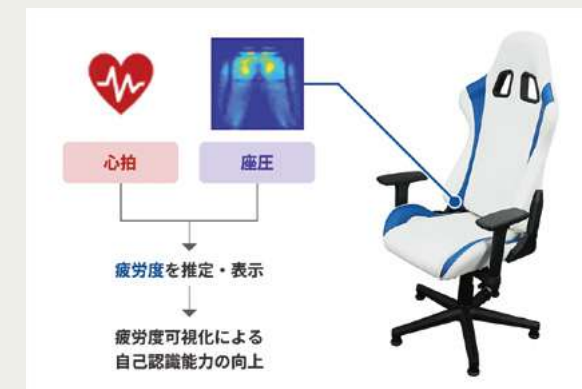 心拍
座圧
疲労度を推定・表示
疲労度可視化による
自己認識能力の向上